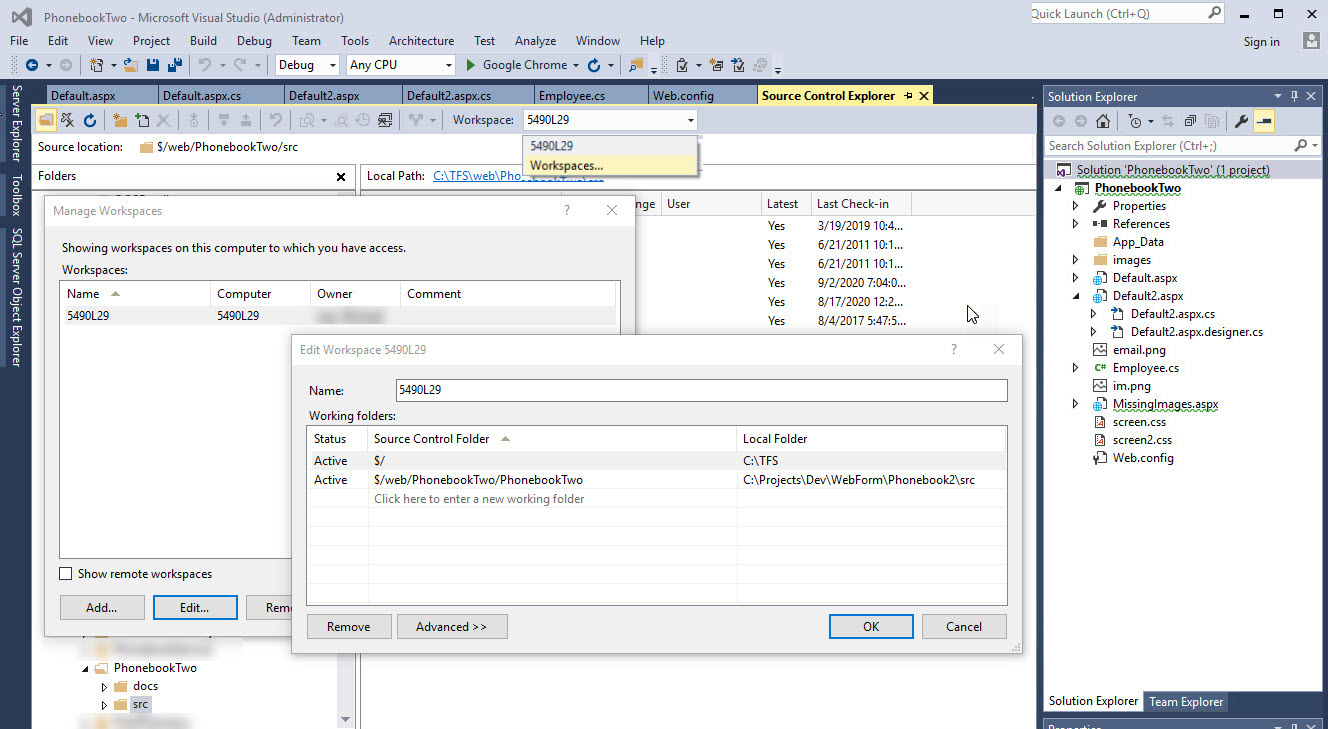 PhonebookTwo - Microsoft Visual Studio (Administrator)
Quick Launch (Ctrl+Q)
File Edit View Project Build Debug Team Tools Architecture Test Analyze Window Help
Sign in
Debug Any CPU Google Chrome
Server Explorer
Toolbox
SQL Server Object Explorer
Default.aspx Default.aspx.cs Default2.aspx Default2.aspx.cs Employee.cs Web.config Source Control Explorer
Workspace: 5490L29
5490L29
Workspaces...
Source location: $/web/PhonebookTwo/src
Folders
Local Path: C:\TFS\web\PhonebookTwo\src
nge User Latest Last Check-in
Yes 3/19/2019 10:4...
Yes 6/21/2011 10:1...
Yes 6/21/2011 10:1...
Yes 9/2/2020 7:04:0...
Yes 8/17/2020 12:2...
Yes 8/4/2017 5:47:5...
Manage Workspaces ?
Showing workspaces on this computer to which you have access.
Workspaces:
Name Computer Owner Comment
5490L29 5490L29
Show remote workspaces
Add... Edit... Rem
Edit Workspace 5490L29 ?
Name: 5490L29
Working folders:
Status Source Control Folder Local Folder
Active $/ C:\TFS
Active $/web/PhonebookTwo/PhonebookTwo C:\Projects\Dev\WebForm\Phonebook2\src
Click here to enter a new working folder
Remove Advanced >> OK Cancel
PhonebookTwo
docs
src
Solution Explorer
Search Solution Explorer (Ctrl+;)
Solution 'PhonebookTwo' (1 project)
PhonebookTwo
Properties
References
App_Data
images
Default.aspx
Default2.aspx
Default2.aspx.cs
Default2.aspx.designer.cs
email.png
Employee.cs
im.png
MissingImages.aspx
screen.css
screen2.css
Web.config
Solution Explorer Team Explorer
Properties